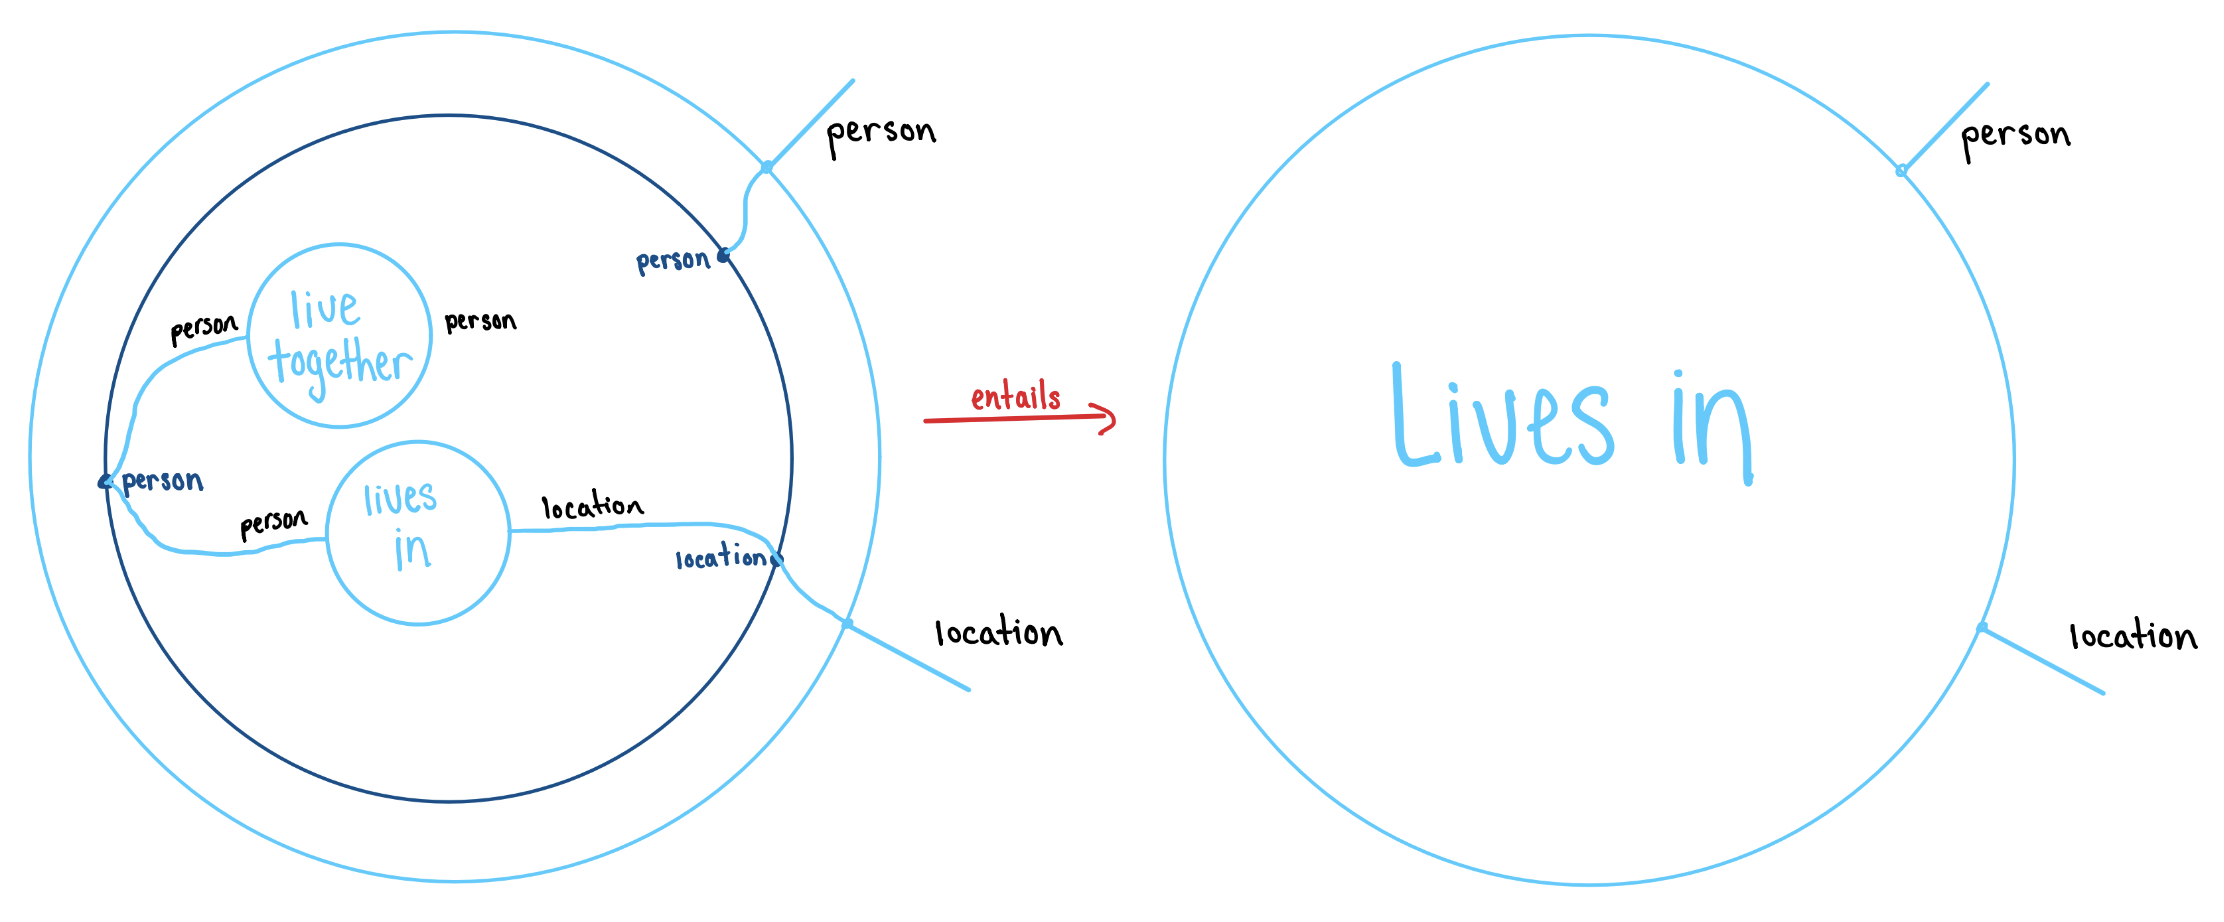 person
person
live
together
person
person
person
lives
in
person
location
location
location
entails
Lives in
person
location